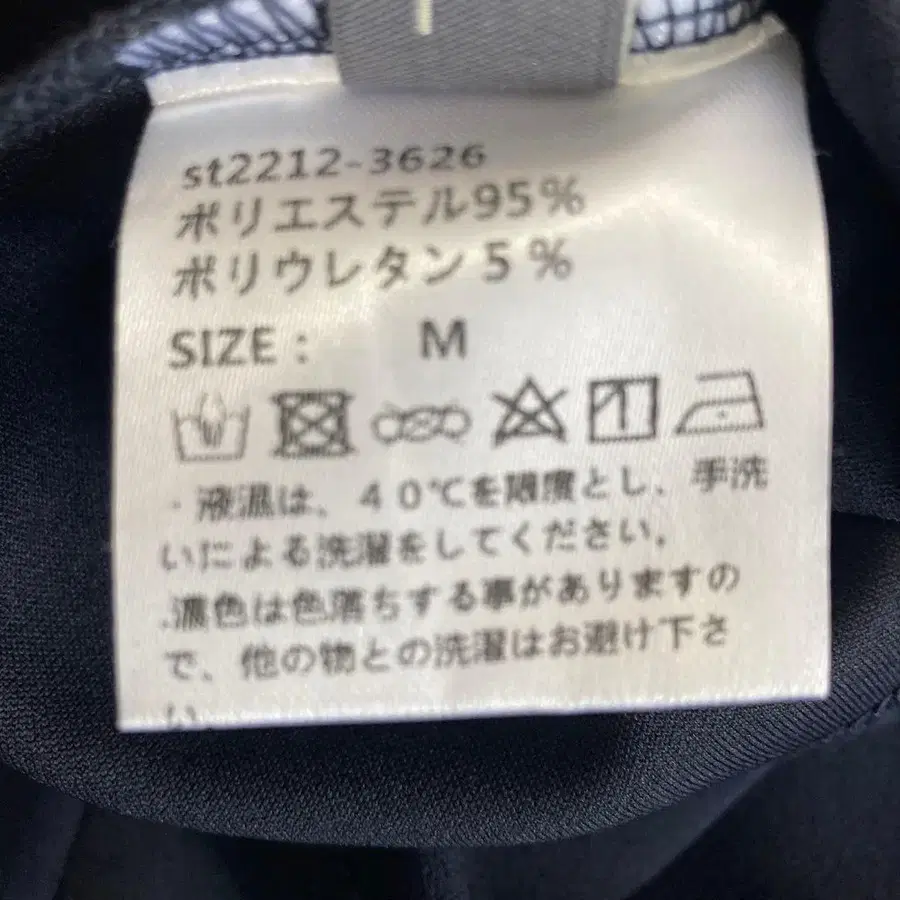 st2212-3626
ポリエステル95%
ポリウレタン5%
SIZE： M
・液温は、40℃を限度とし、手洗
いによる洗濯をしてください。
.濃色は色落ちする事がありますの
で、他の物との洗濯はお避け下さ
い.